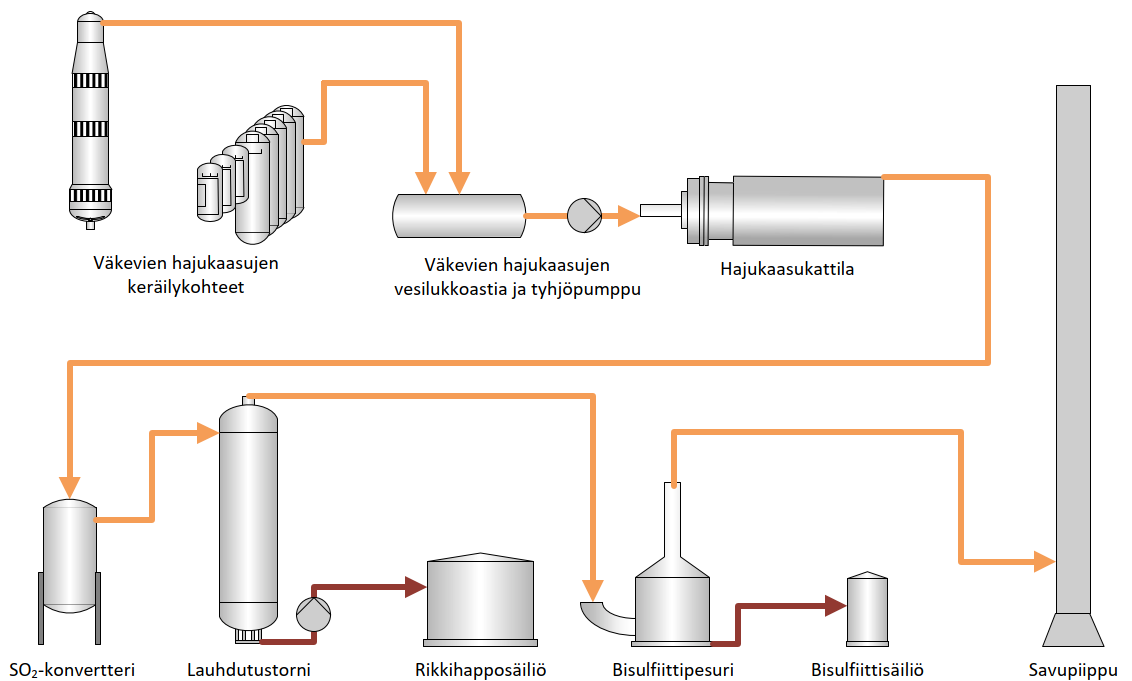 Väkevien hajukaasujen
keräilykohteet
Väkevien hajukaasujen
vesilukkoastia ja tyhjöpumppu
Hajukaasukattila
SO₂-konvertteri
Lauhdutustorni
Rikkihapposäiliö
Bisulfiittipesuri
Bisulfiittisäiliö
Savupiippu